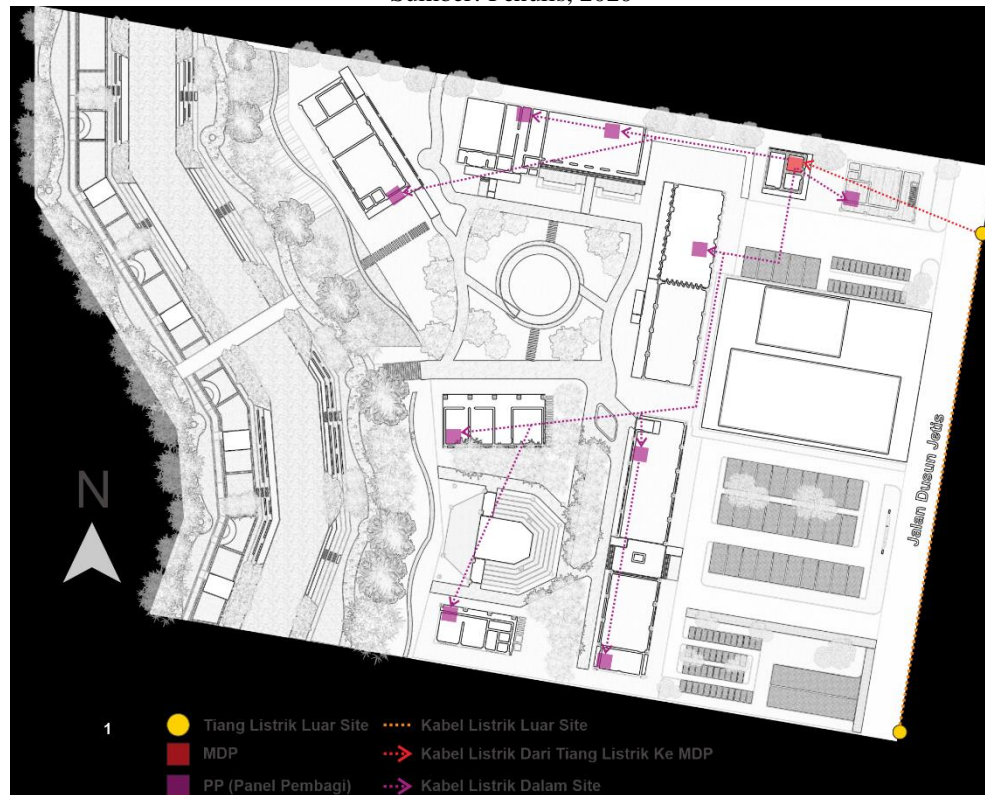 Sumber: Penulis, 2020
Jalan Dusun Jetis
N
1
Tiang Listrik Luar Site
Kabel Listrik Luar Site
MDP
Kabel Listrik Dari Tiang Listrik Ke MDP
PP (Panel Pembagi)
Kabel Listrik Dalam Site